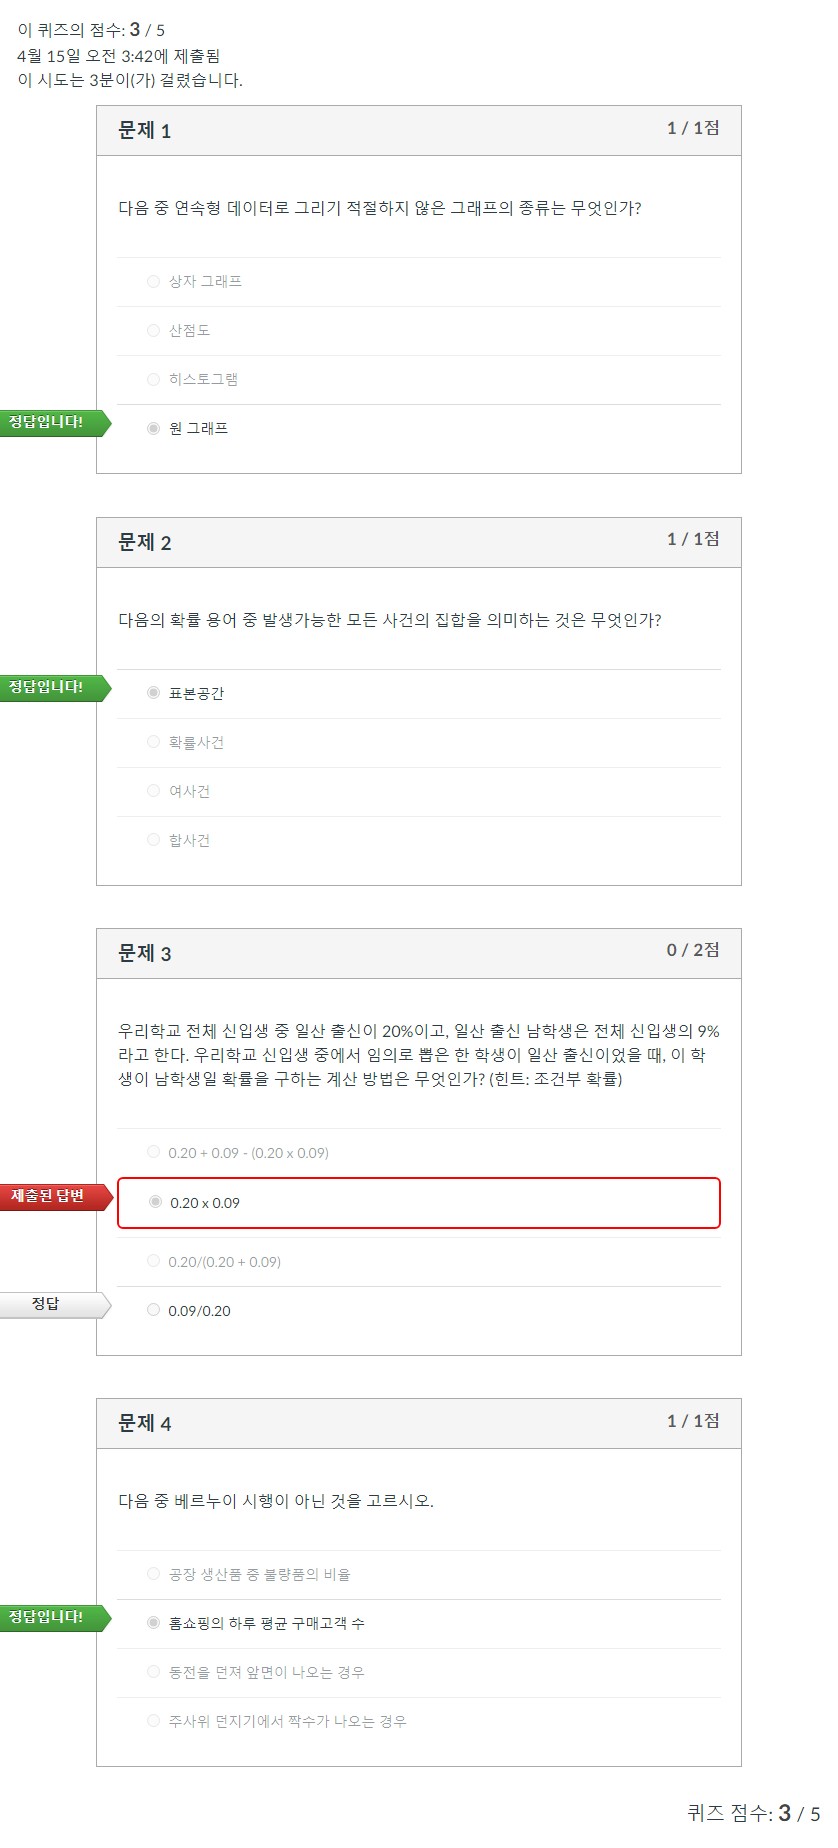 이 퀴즈의 점수: 3 / 5
4월 15일 오전 3:42에 제출됨
이 시도는 3분이(가) 걸렸습니다.
문제 1
1 / 1점
다음 중 연속형 데이터로 그리기 적절하지 않은 그래프의 종류는 무엇인가?
상자 그래프
산점도
히스토그램
정답입니다!
원 그래프
문제 2
1 / 1점
다음의 확률 용어 중 발생가능한 모든 사건의 집합을 의미하는 것은 무엇인가?
정답입니다!
표본공간
확률사건
여사건
합사건
문제 3
0 / 2점
우리학교 전체 신입생 중 일산 출신이 20%이고, 일산 출신 남학생은 전체 신입생의 9%
라고 한다. 우리학교 신입생 중에서 임의로 뽑은 한 학생이 일산 출신이었을 때, 이 학
생이 남학생일 확률을 구하는 계산 방법은 무엇인가? (힌트: 조건부 확률)
0.20 + 0.09 - (0.20 x 0.09)
제출된 답변
0.20 x 0.09
0.20/(0.20 + 0.09)
정답
0.09/0.20
문제 4
1 / 1점
다음 중 베르누이 시행이 아닌 것을 고르시오.
공장 생산품 중 불량품의 비율
정답입니다!
홈쇼핑의 하루 평균 구매고객 수
동전을 던져 앞면이 나오는 경우
주사위 던지기에서 짝수가 나오는 경우
퀴즈 점수: 3 / 5